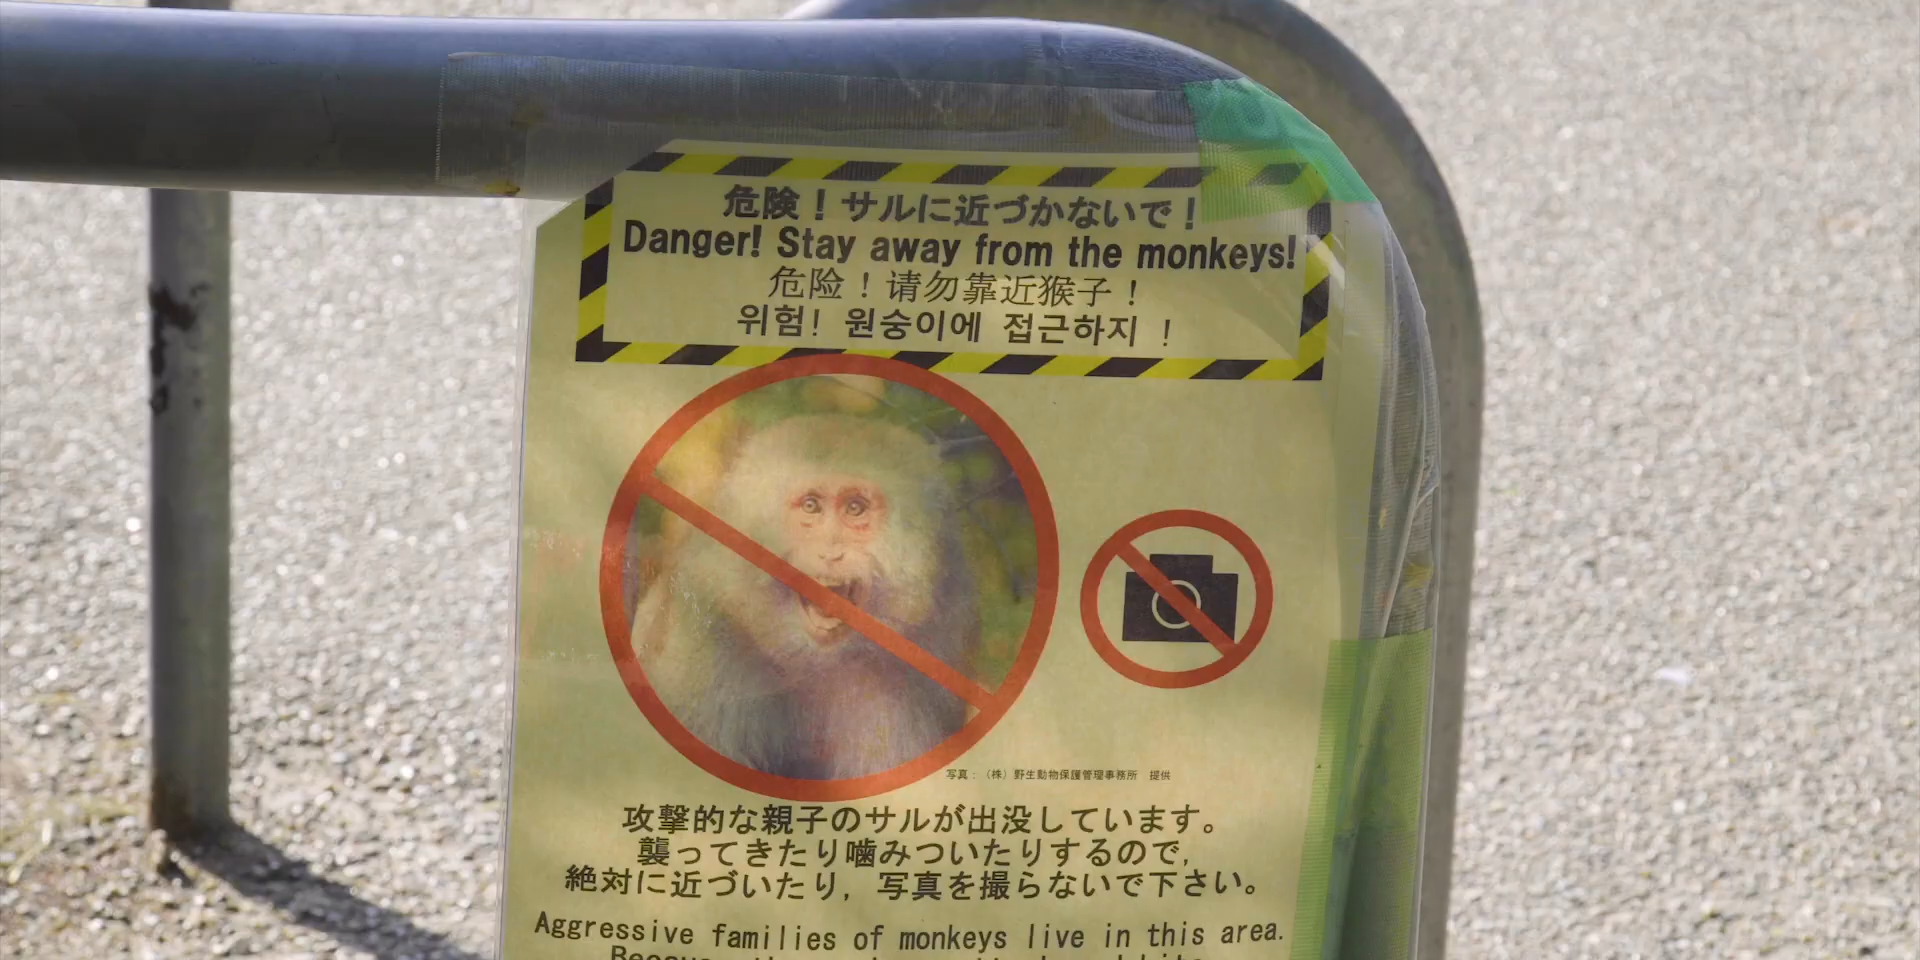 危険！サルに近づかないで！
Danger! Stay away from the monkeys!
危险！请勿靠近猴子！
위험! 원숭이에 접근하지 !
写真：（株）野生動物保護管理事務所　提供
攻撃的な親子のサルが出没しています。
襲ってきたり噛みついたりするので,
絶対に近づいたり, 写真を撮らないで下さい。
Aggressive families of monkeys live in this area.